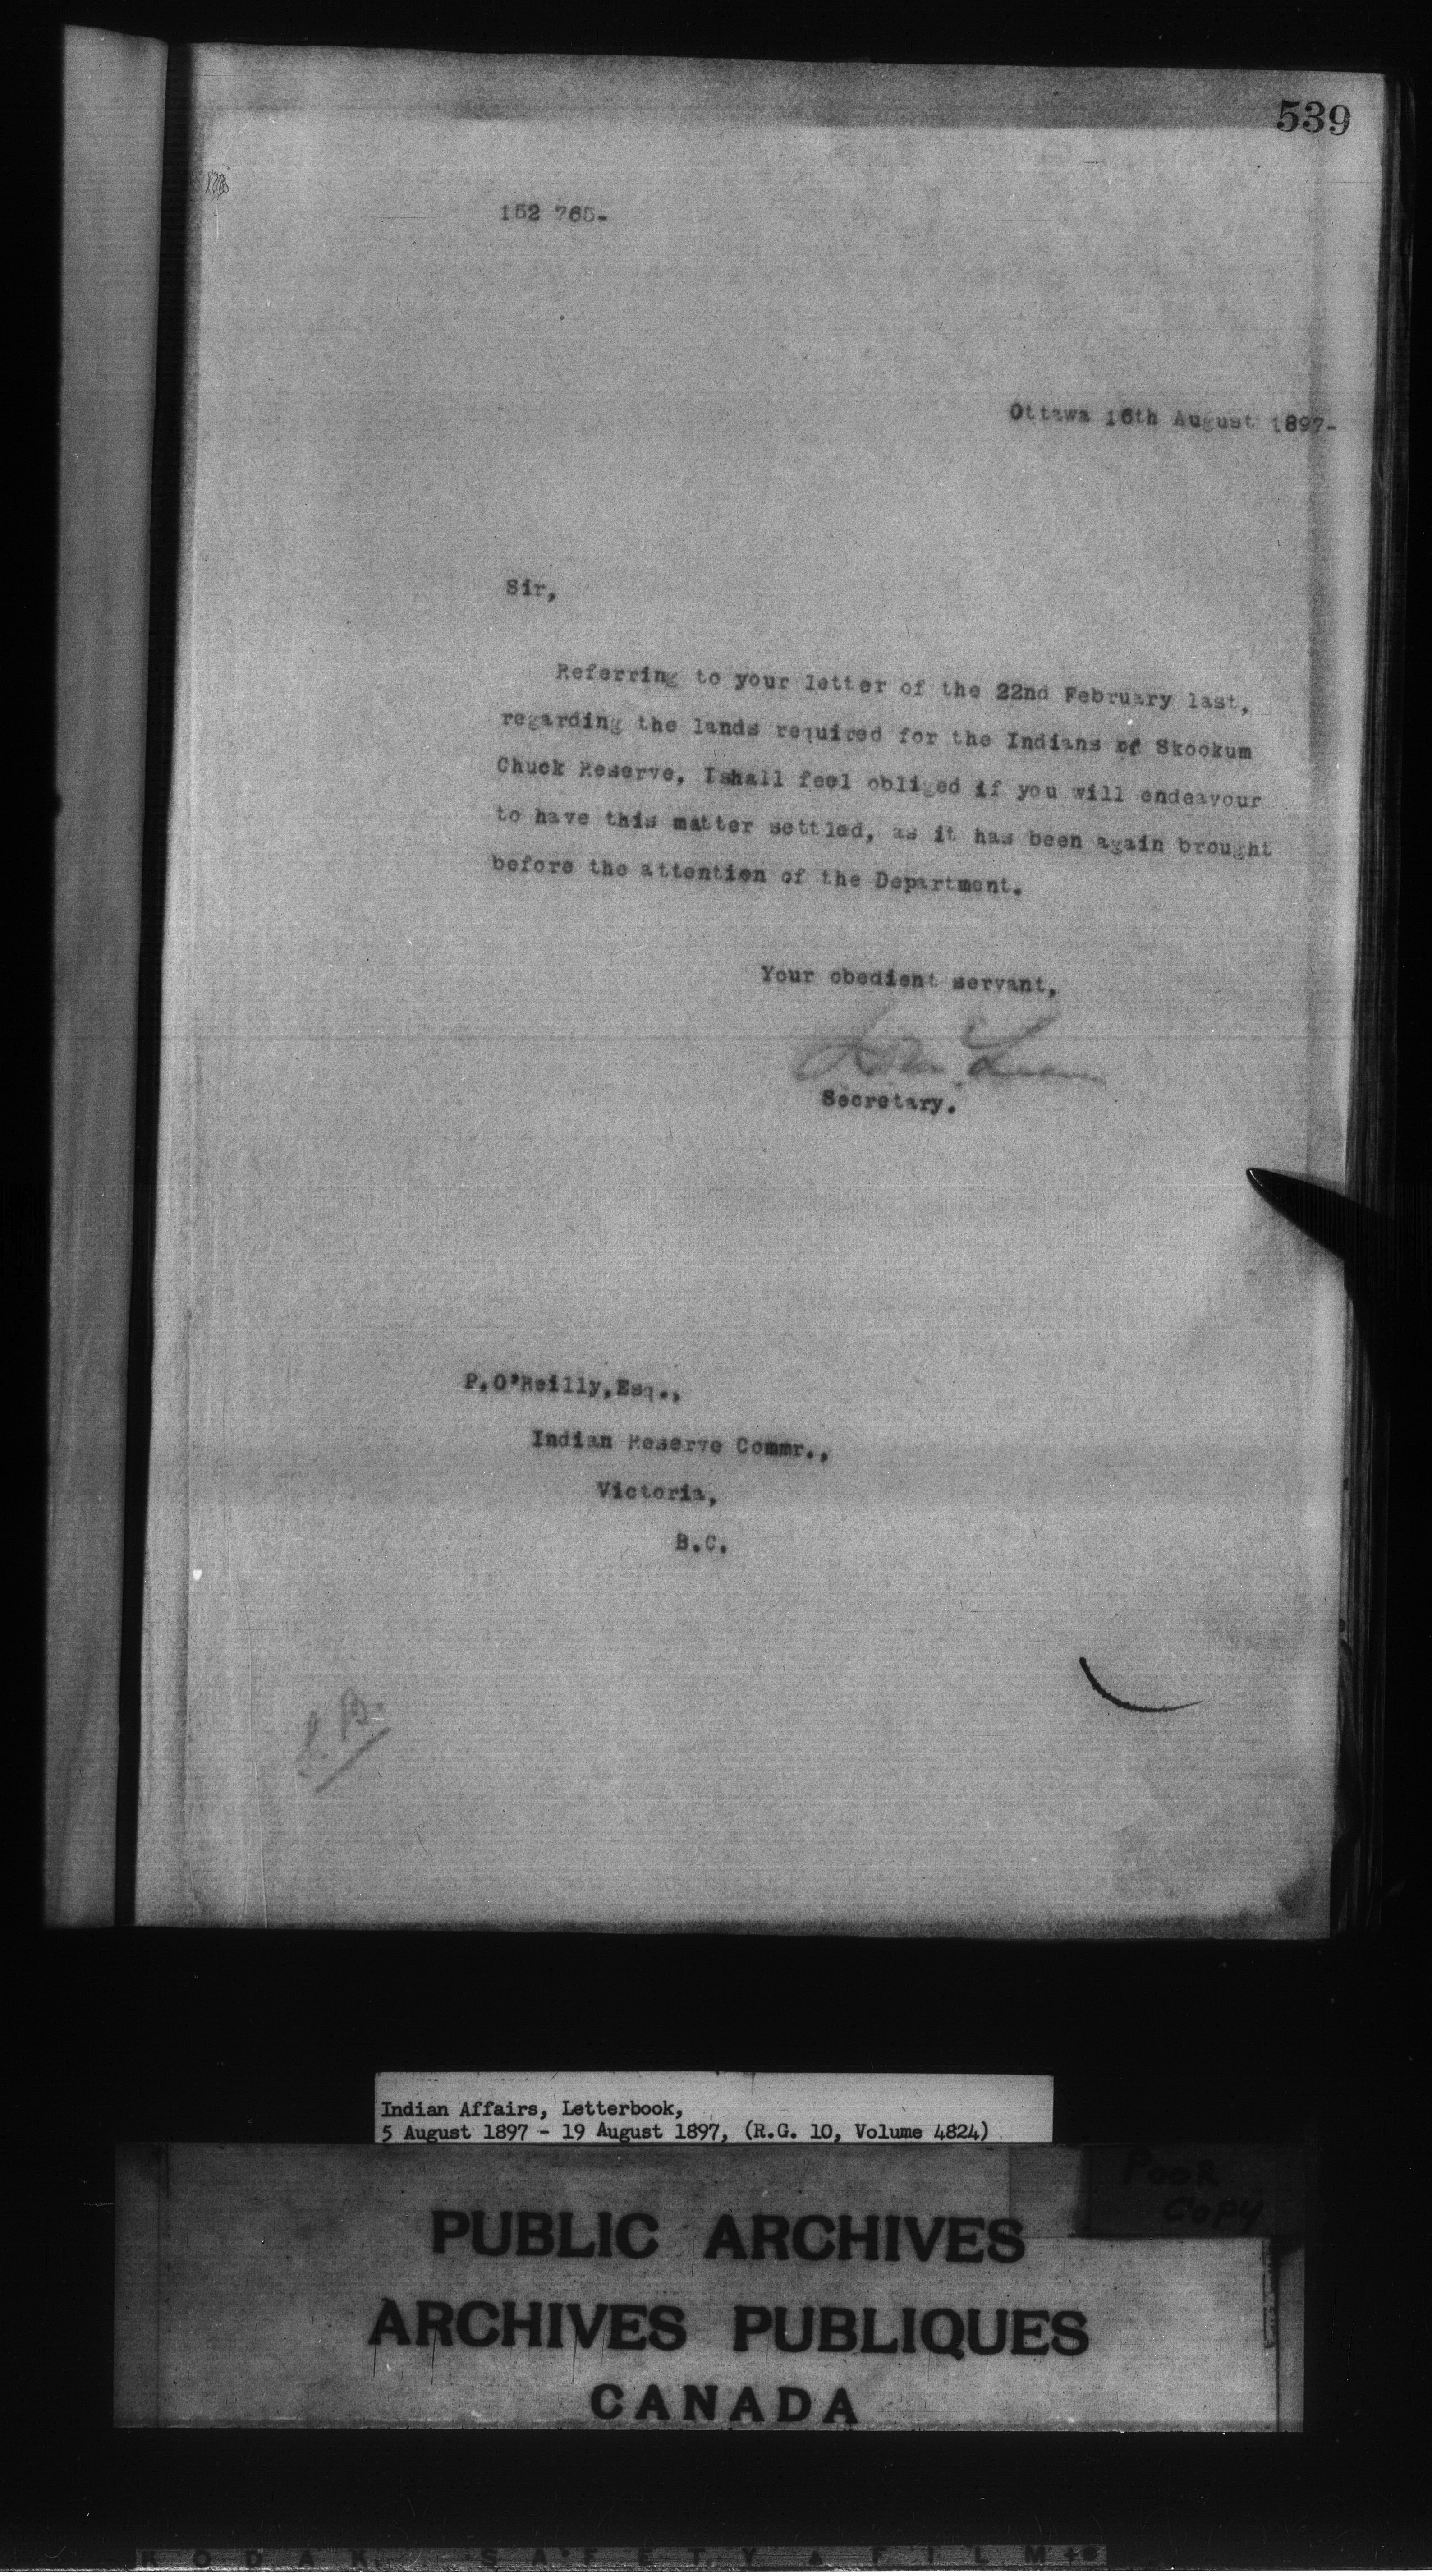 539
152 765-
Ottawa 16th August 1897-
Sir,
Referring to your letter of the 22nd February last,
regarding the lands required for the Indians of Skookum
Chuck Reserve, Ishall feel obliged if you will endeavour
to have this matter settled, as it has been again brought
before the attention of the Department.
Your obedient servant,
Secretary.
P.O'Reilly,Esq.,
Indian Reserve Commr.,
Victoria,
B.C.
Indian Affairs, Letterbook,
5 August 1897 - 19 August 1897, (R.G. 10, Volume 4824)
POOR
COPY
PUBLIC ARCHIVES
ARCHIVES PUBLIQUES
CANADA
KODAK SAFETY FILM